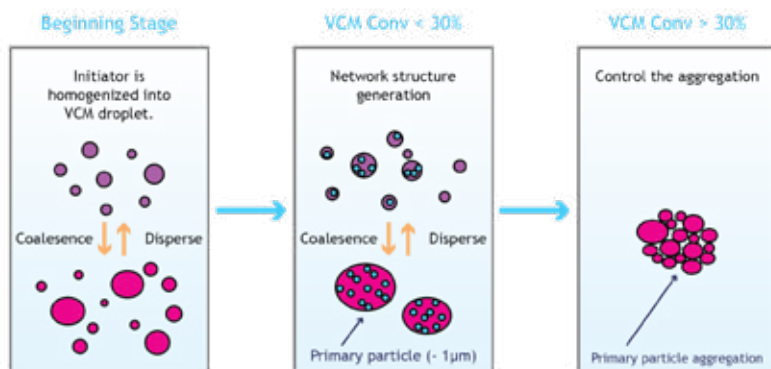 Beginning Stage
VCM Conv < 30%
VCM Conv > 30%
Initiator is
homogenized into
VCM droplet.
Coalesence
Disperse
Network structure
generation
Coalesence
Disperse
Primary particle (- 1μm)
Control the aggregation
Primary particle aggregation